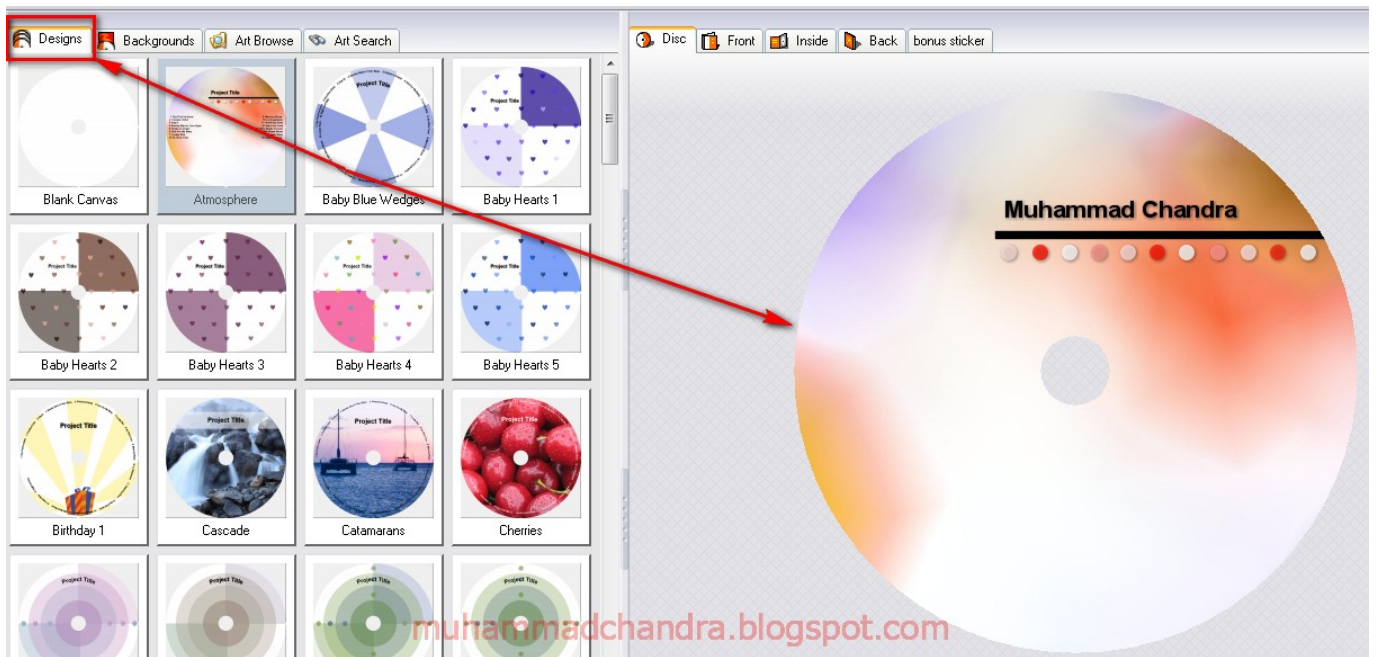 Designs Backgrounds Art Browse Art Search
Disc Front Inside Back bonus sticker
Project Title
Project Title
Project Title
Blank Canvas Atmosphere Baby Blue Wedges Baby Hearts 1
Muhammad Chandra
Project Title Project Title Project Title Project Title
Baby Hearts 2 Baby Hearts 3 Baby Hearts 4 Baby Hearts 5
Project Title Project Title Project Title Project Title
Birthday 1 Cascade Catamarans Cherries
Project Title Project Title Project Title Project Title
muhammadchandra.blogspot.com